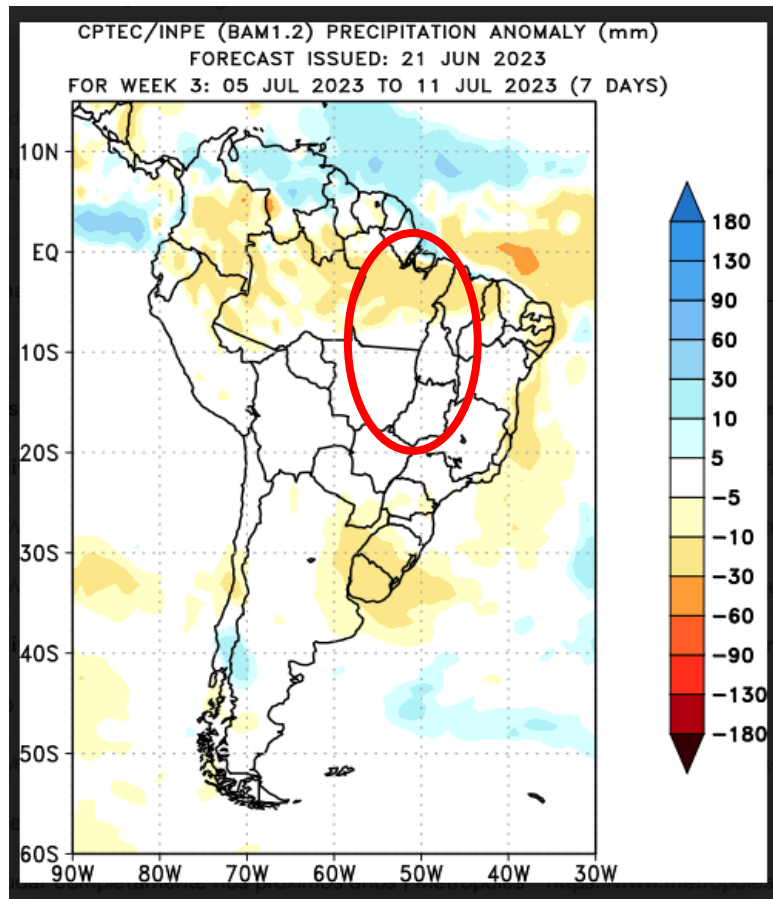 CPTEC/INPE (BAM1.2) PRECIPITATION ANOMALY (mm)
FORECAST ISSUED: 21 JUN 2023
FOR WEEK 3: 05 JUL 2023 TO 11 JUL 2023 (7 DAYS)
10N
EQ
10S
20S
30S
40S
50S
60S
90W 80W 70W 60W 50W 40W 30W
180
130
90
60
30
10
5
-5
-10
-30
-60
-90
-130
-180